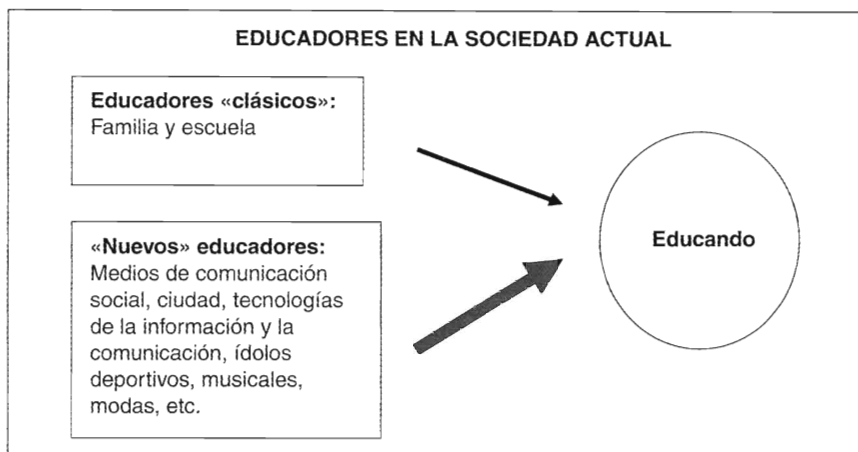 EDUCADORES EN LA SOCIEDAD ACTUAL
Educadores «clásicos»:
Familia y escuela
«Nuevos» educadores:
Medios de comunicación
social, ciudad, tecnologías
de la información y la
comunicación, ídolos
deportivos, musicales,
modas, etc.
Educando